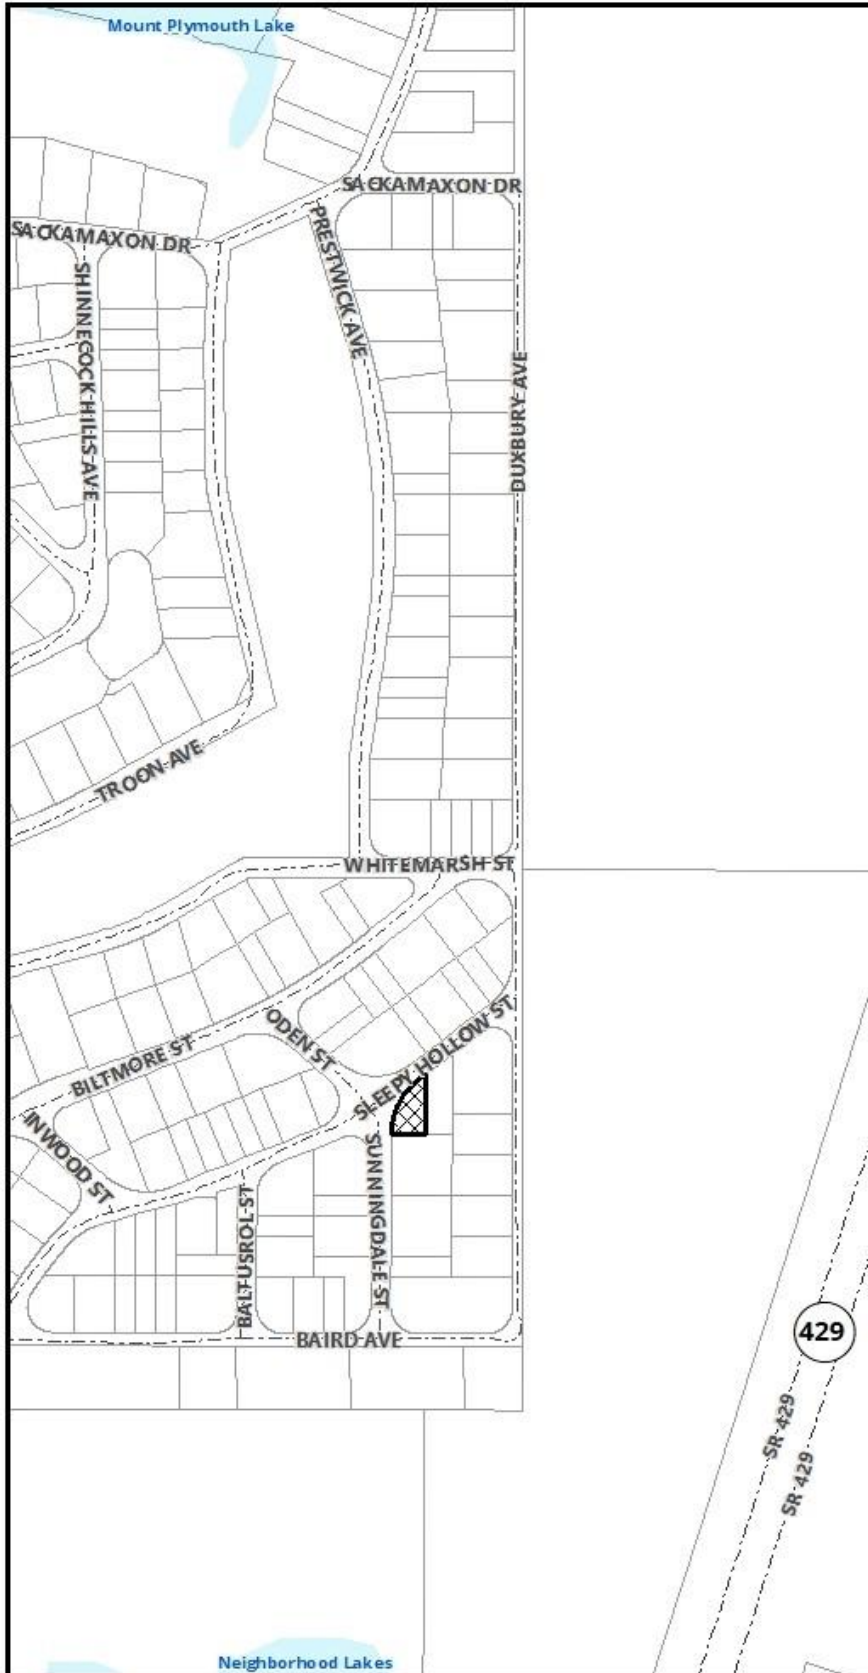 Mount Plymouth Lake
SACKAMAXON DR
SACKAMAXON DR
PRESTWICK AVE
SHINNECOCK HILLS AVE
DUXBURY AVE
TROON AVE
WHITEMARSH ST
ODEN ST
SLEEPY HOLLOW ST
BILTMORE ST
INWOOD ST
SUNNINGDALE ST
BALTUSROL ST
BAIRD AVE
429
SR 429
SR 429
Neighborhood Lakes